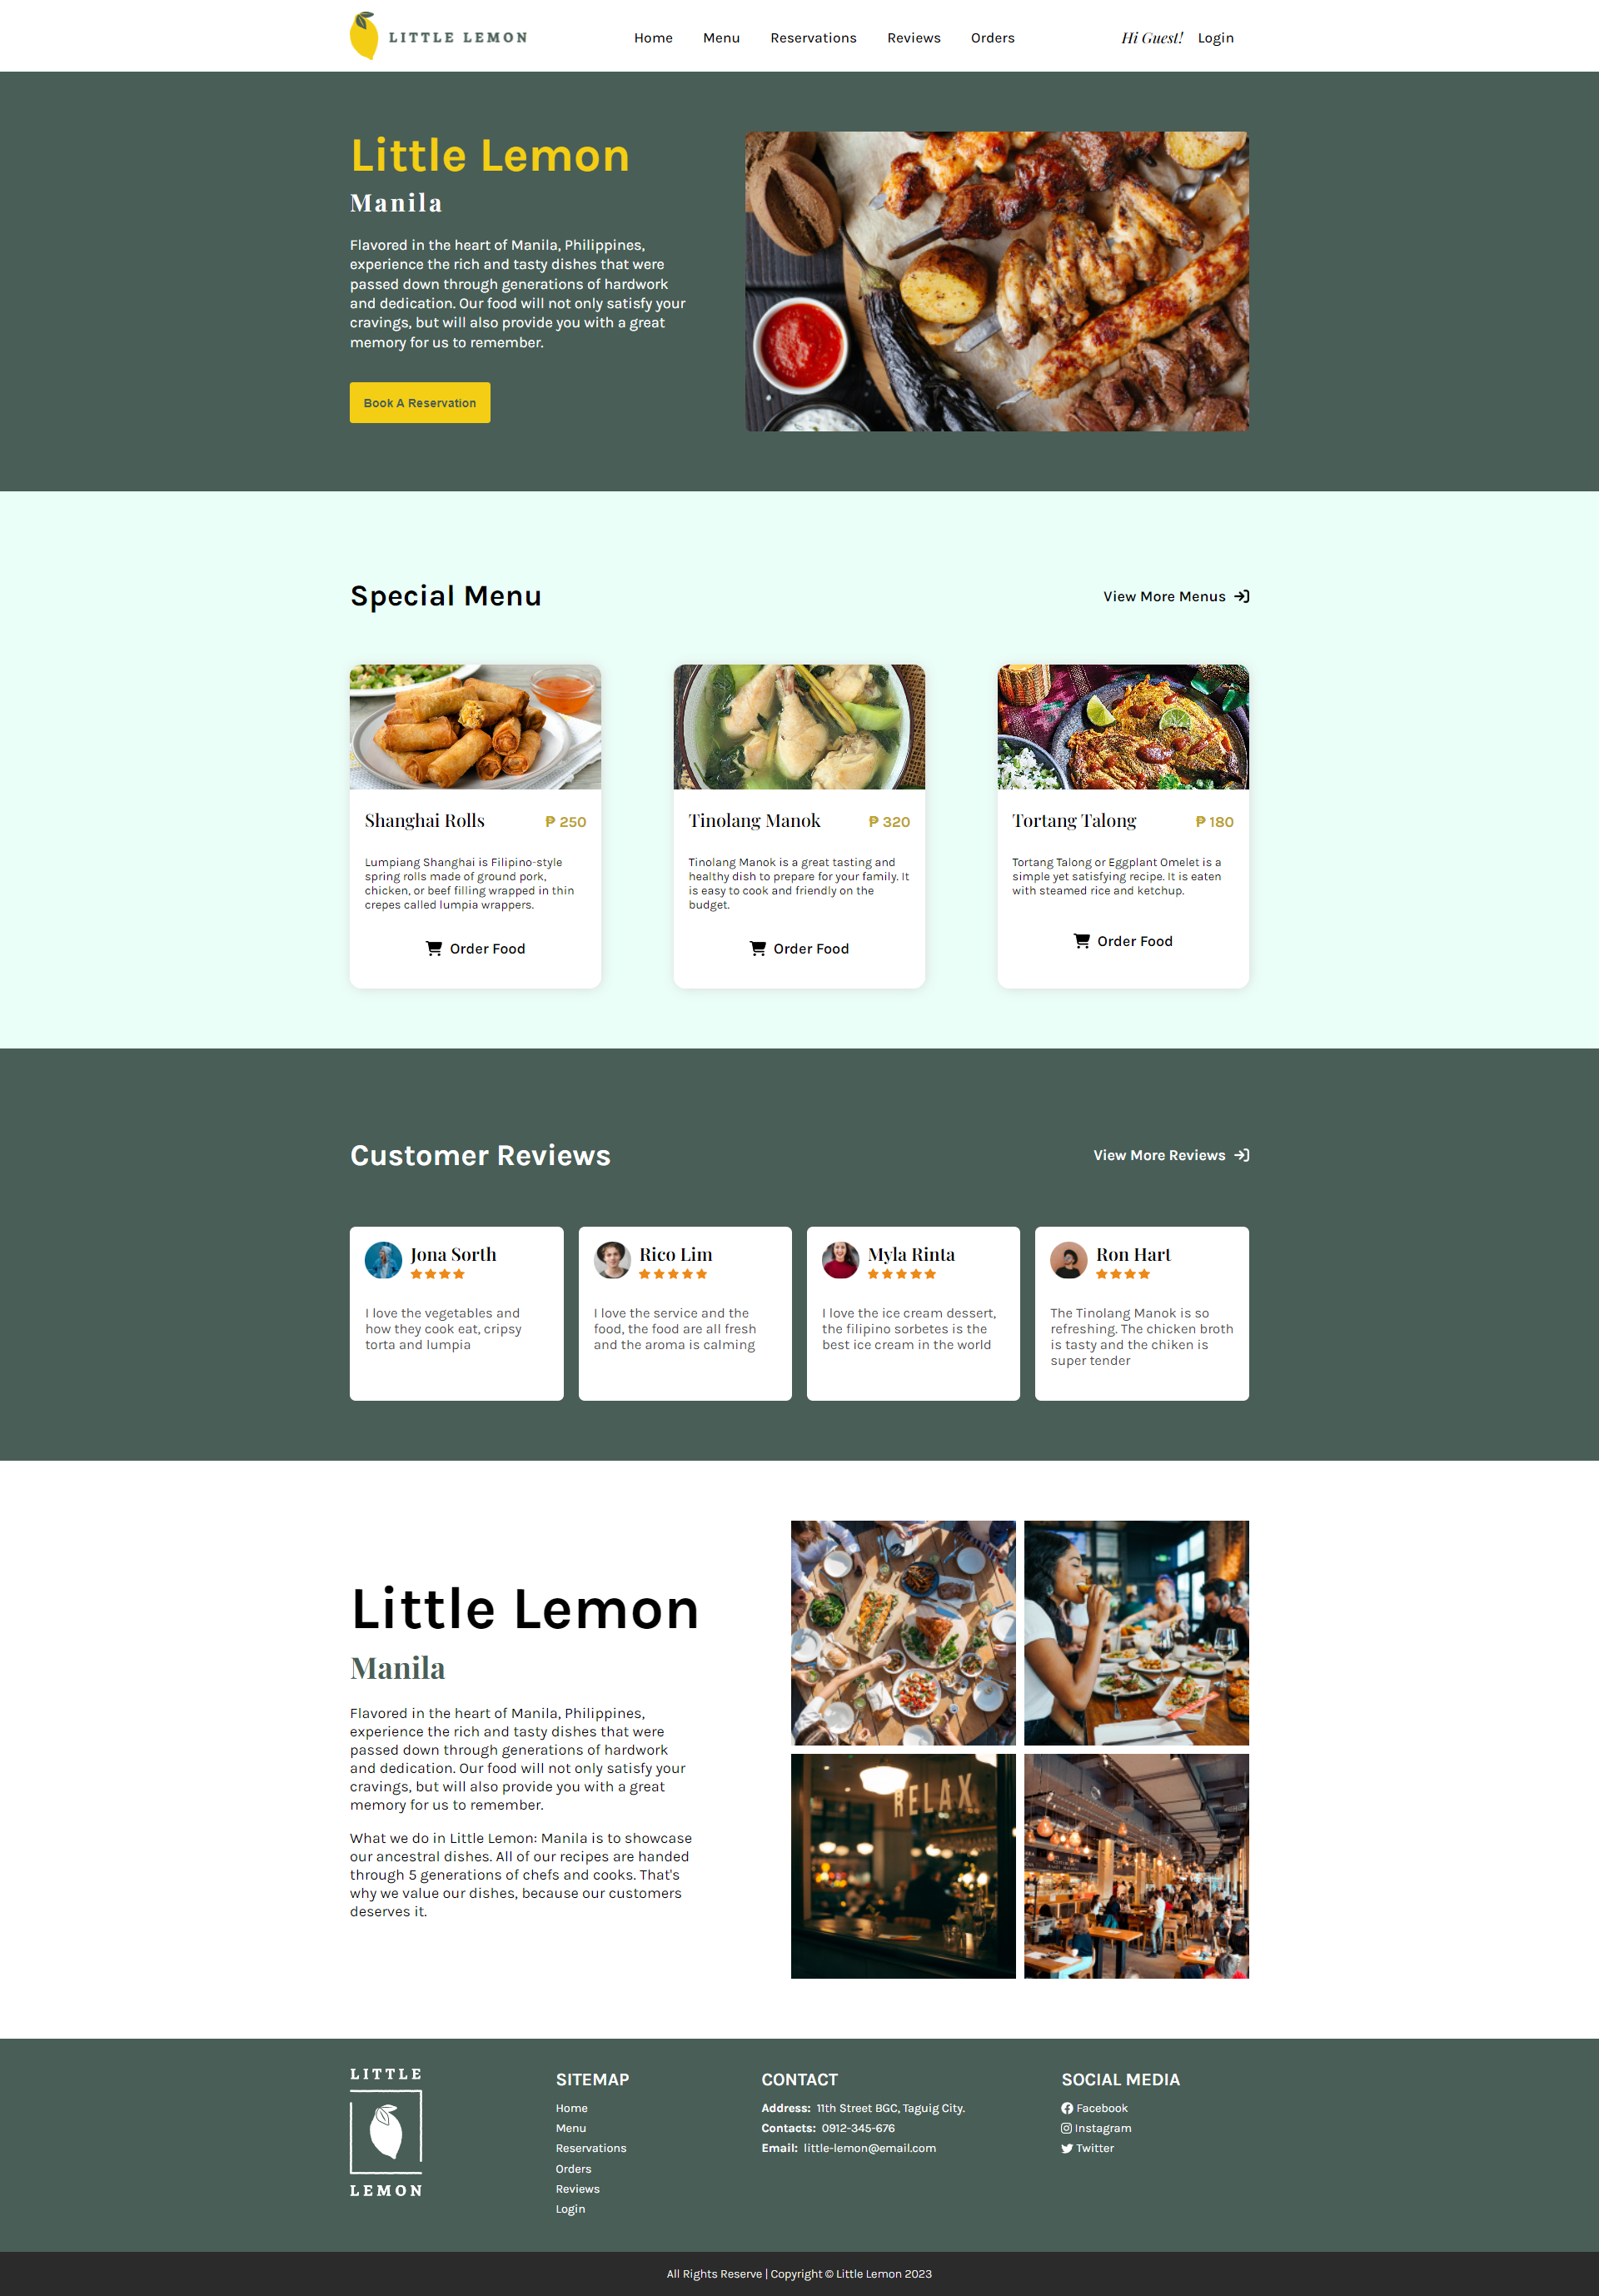 LITTLE LEMON
Home Menu Reservations Reviews Orders
Hi Guest! Login
Little Lemon
Manila
Flavored in the heart of Manila, Philippines,
experience the rich and tasty dishes that were
passed down through generations of hardwork
and dedication. Our food will not only satisfy your
cravings, but will also provide you with a great
memory for us to remember.
Book A Reservation
Special Menu
View More Menus
Shanghai Rolls ₱ 250
Lumpiang Shanghai is Filipino-style
spring rolls made of ground pork,
chicken, or beef filling wrapped in thin
crepes called lumpia wrappers.
Order Food
Tinolang Manok ₱ 320
Tinolang Manok is a great tasting and
healthy dish to prepare for your family. It
is easy to cook and friendly on the
budget.
Order Food
Tortang Talong ₱ 180
Tortang Talong or Eggplant Omelet is a
simple yet satisfying recipe. It is eaten
with steamed rice and ketchup.
Order Food
Customer Reviews
View More Reviews
Jona Sorth
I love the vegetables and
how they cook eat, cripsy
torta and lumpia
Rico Lim
I love the service and the
food, the food are all fresh
and the aroma is calming
Myla Rinta
I love the ice cream dessert,
the filipino sorbetes is the
best ice cream in the world
Ron Hart
The Tinolang Manok is so
refreshing. The chicken broth
is tasty and the chiken is
super tender
Little Lemon
Manila
Flavored in the heart of Manila, Philippines,
experience the rich and tasty dishes that were
passed down through generations of hardwork
and dedication. Our food will not only satisfy your
cravings, but will also provide you with a great
memory for us to remember.
What we do in Little Lemon: Manila is to showcase
our ancestral dishes. All of our recipes are handed
through 5 generations of chefs and cooks. That's
why we value our dishes, because our customers
deserves it.
RELAX
LITTLE
LEMON
SITEMAP
Home
Menu
Reservations
Orders
Reviews
Login
CONTACT
Address: 11th Street BGC, Taguig City.
Contacts: 0912-345-676
Email: little-lemon@email.com
SOCIAL MEDIA
Facebook
Instagram
Twitter
All Rights Reserve | Copyright © Little Lemon 2023